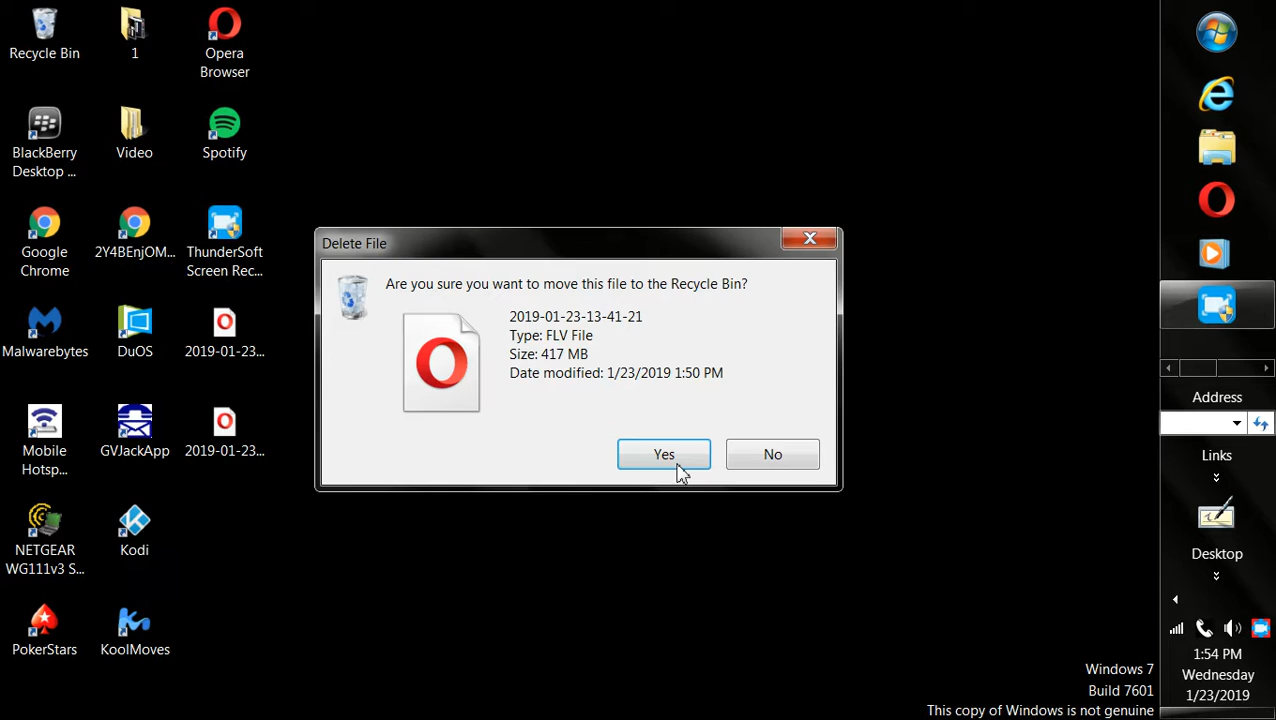 Recycle Bin
1
Opera
Browser
BlackBerry
Desktop ...
Video
Spotify
Google
Chrome
2Y4BEnjOM...
ThunderSoft
Screen Rec...
Malwarebytes
DuOS
2019-01-23...
Mobile
Hotsp...
GVJackApp
2019-01-23...
NETGEAR
WG111v3 S...
Kodi
PokerStars
KoolMoves
Delete File
Are you sure you want to move this file to the Recycle Bin?
2019-01-23-13-41-21
Type: FLV File
Size: 417 MB
Date modified: 1/23/2019 1:50 PM
Yes
No
Address
Links
Desktop
1:54 PM
Wednesday
1/23/2019
Windows 7
Build 7601
This copy of Windows is not genuine